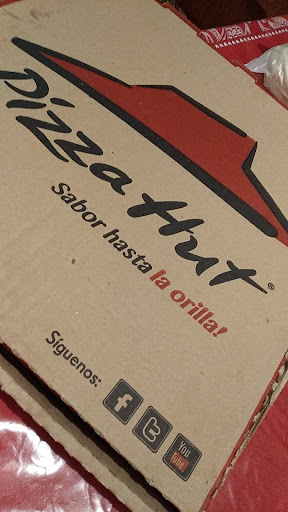 Pizza Hut®
Sabor hasta la orilla!
Síguenos: f t You Tube